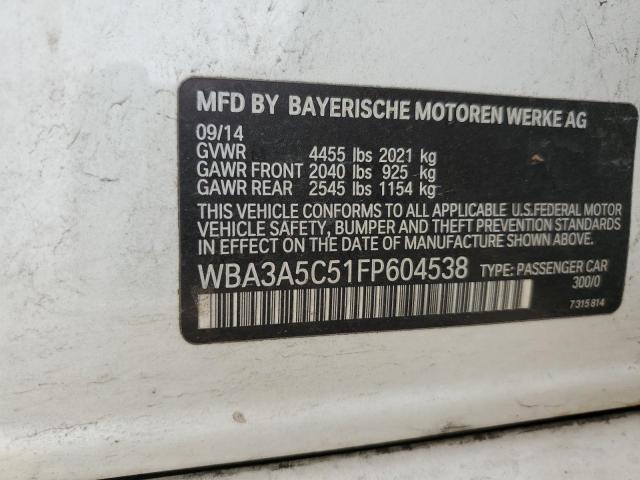 MFD BY BAYERISCHE MOTOREN WERKE AG
09/14
GVWR 4455 lbs 2021 kg
GAWR FRONT 2040 lbs 925 kg
GAWR REAR 2545 lbs 1154 kg
THIS VEHICLE CONFORMS TO ALL APPLICABLE U.S.FEDERAL MOTOR
VEHICLE SAFETY, BUMPER AND THEFT PREVENTION STANDARDS
IN EFFECT ON THE DATE OF MANUFACTURE SHOWN ABOVE.
WBA3A5C51FP604538 TYPE: PASSENGER CAR
300/0
7315814